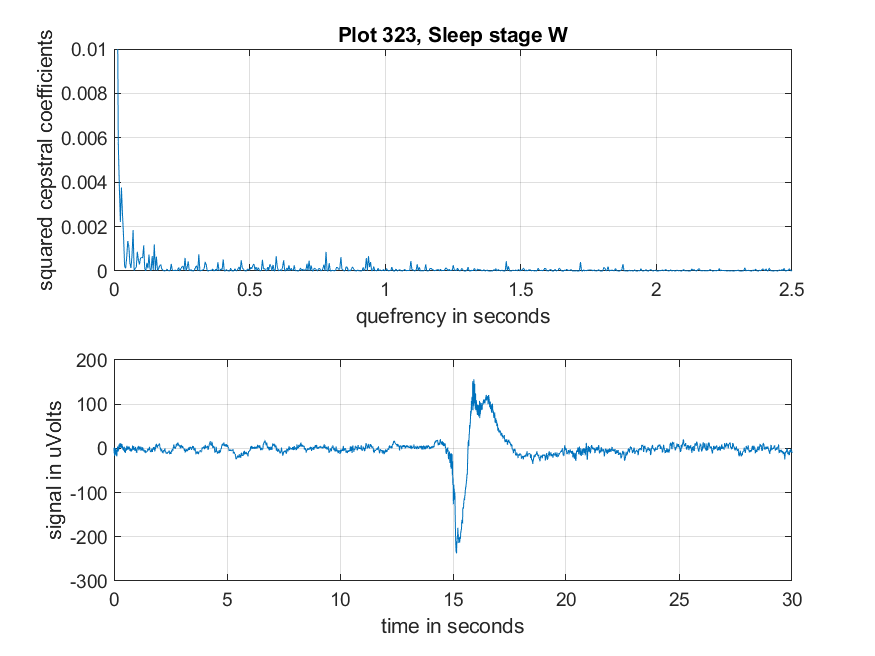 Plot 323, Sleep stage W
squared cepstral coefficients
0.01
0.008
0.006
0.004
0.002
0
0 0.5 1 1.5 2 2.5
quefrency in seconds
signal in uVolts
200
100
0
-100
-200
-300
0 5 10 15 20 25 30
time in seconds